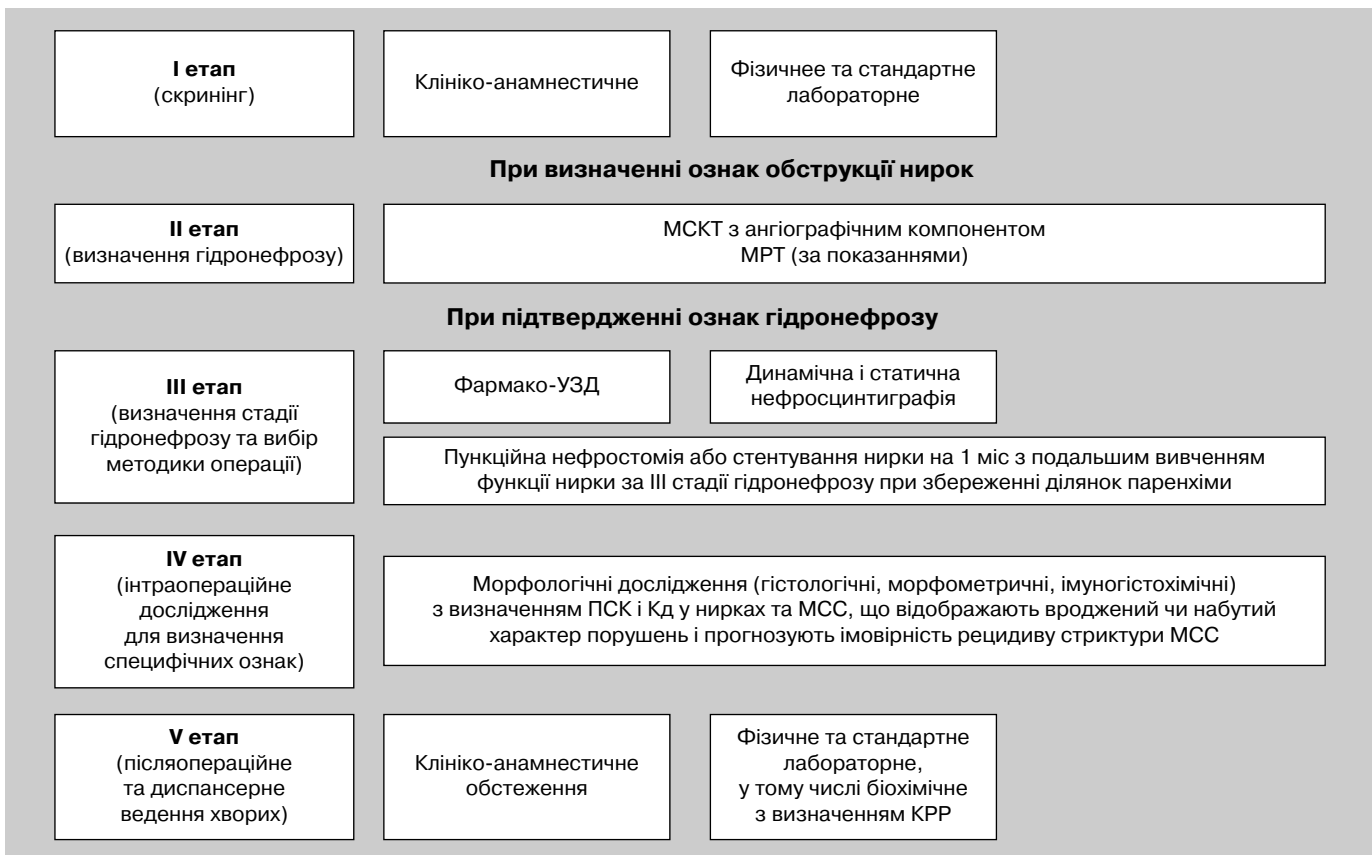 I етап
(скринінг)
Клініко-анамнестичне
Фізичнее та стандартне
лабораторне
При визначенні ознак обструкції нирок
II етап
(визначення гідронефрозу)
МСКТ з ангіографічним компонентом
МРТ (за показаннями)
При підтвердженні ознак гідронефрозу
III етап
(визначення стадії
гідронефрозу та вибір
методики операції)
Фармако-УЗД
Динамічна і статична
нефросцинтиграфія
Пункційна нефростомія або стентування нирки на 1 міс з подальшим вивченням
функції нирки за III стадії гідронефрозу при збереженні ділянок паренхіми
IV етап
(інтраопераційне
дослідження
для визначення
специфічних ознак)
Морфологічні дослідження (гістологічні, морфометричні, імуногістохімічні)
з визначенням ПСК і Кд у нирках та МСС, що відображають вроджений чи набутий
характер порушень і прогнозують імовірність рецидиву стриктури МСС
V етап
(післяопераційне
та диспансерне
ведення хворих)
Клініко-анамнестичне
обстеження
Фізичне та стандартне
лабораторне,
у тому числі біохімічне
з визначенням КРР